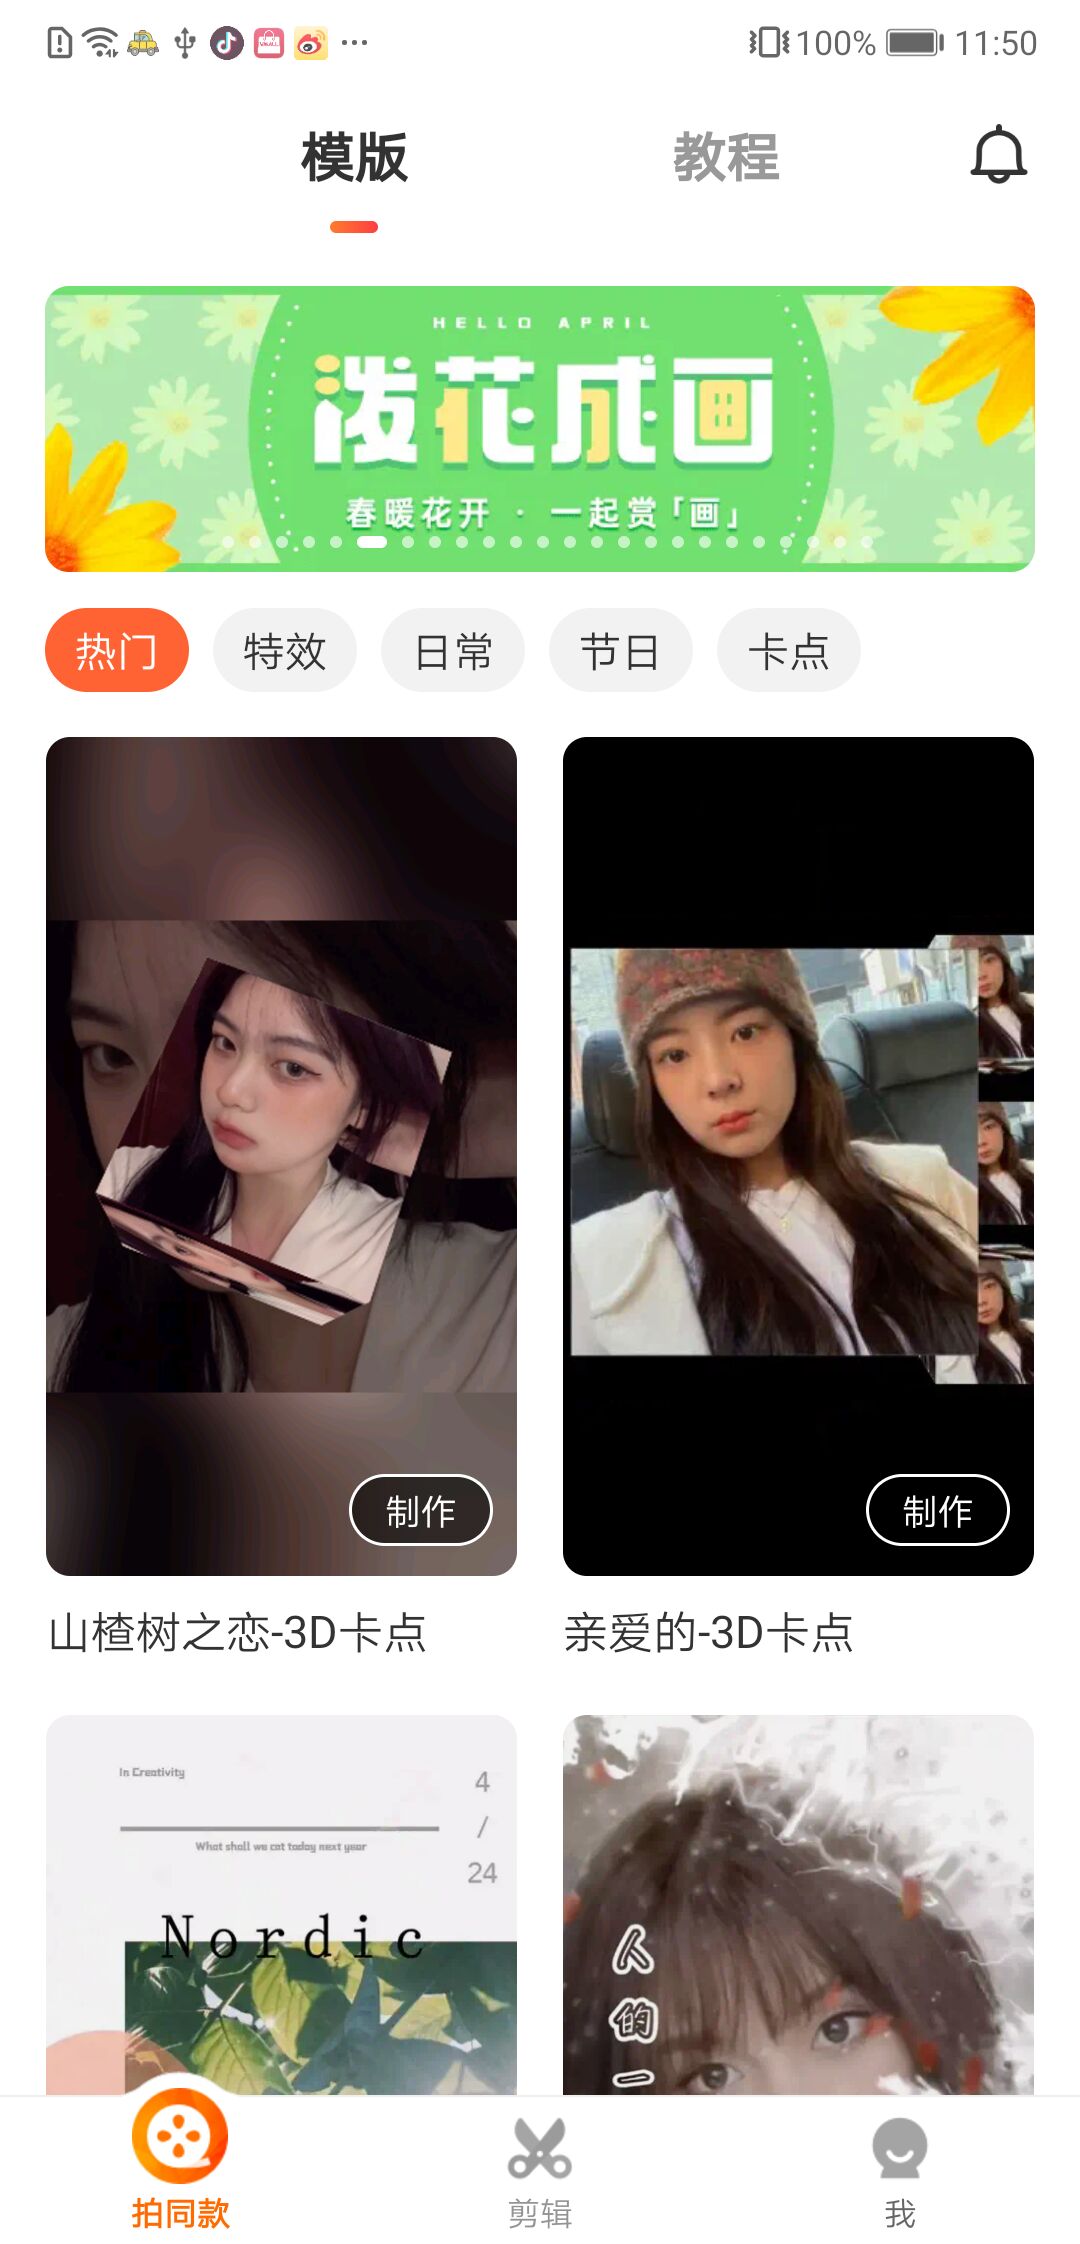 100% 11:50
模版 教程
HELLO APRIL
泼花成画
春暖花开 · 一起赏「画」
热门 特效 日常 节日 卡点
制作 制作
山楂树之恋-3D卡点 亲爱的-3D卡点
In Creativity
4
/
24
What shall we eat today next year
Nordic
人
的
一
拍同款 剪辑 我